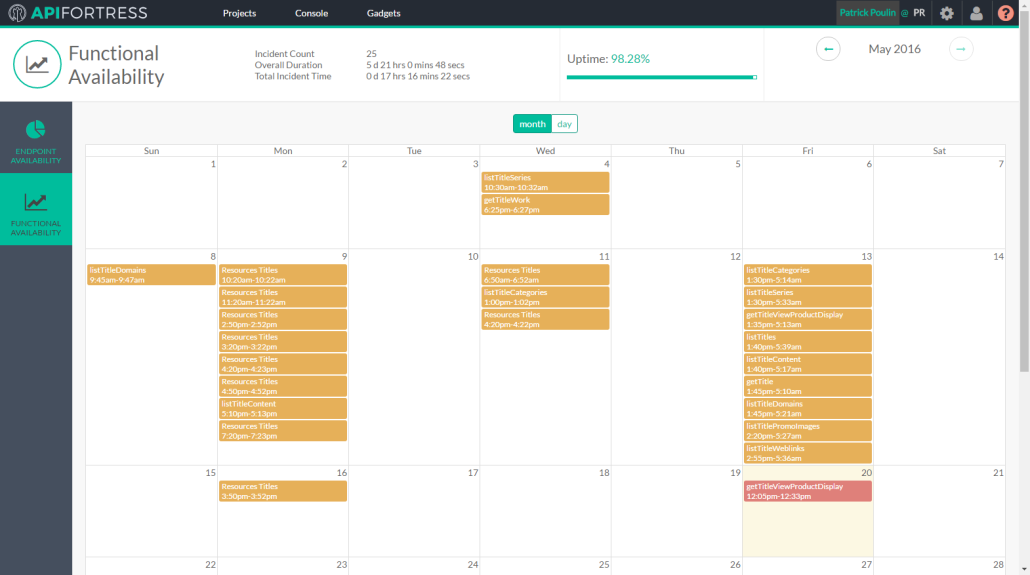 APIFORTRESS
Projects Console Gadgets
Patrick Poulin @ PR
?
Functional
Availability
Incident Count 25
Overall Duration 5 d 21 hrs 0 mins 48 secs
Total Incident Time 0 d 17 hrs 16 mins 22 secs
Uptime: 98.28%
← May 2016 →
ENDPOINT
AVAILABILITY
FUNCTIONAL
AVAILABILITY
month day
Sun Mon Tue Wed Thu Fri Sat
1 2 3 4 5 6 7
listTitleSeries
10:30am-10:32am
getTitleWork
6:25pm-6:27pm
8 9 10 11 12 13 14
listTitleDomains
9:45am-9:47am
Resources Titles
10:20am-10:22am
Resources Titles
11:20am-11:22am
Resources Titles
2:50pm-2:52pm
Resources Titles
3:20pm-3:22pm
Resources Titles
4:20pm-4:23pm
Resources Titles
4:50pm-4:52pm
listTitleContent
5:10pm-5:13pm
Resources Titles
7:20pm-7:23pm
Resources Titles
6:50am-6:52am
listTitleCategories
1:00pm-1:02pm
Resources Titles
4:20pm-4:22pm
listTitleCategories
1:30pm-5:14am
listTitleSeries
1:30pm-5:33am
getTitleViewProductDisplay
1:35pm-5:13am
listTitles
1:40pm-5:39am
listTitleContent
1:40pm-5:17am
getTitle
1:45pm-5:10am
listTitleDomains
1:45pm-5:21am
listTitlePromoImages
2:20pm-5:27am
listTitleWeblinks
2:55pm-5:36am
15 16 17 18 19 20 21
Resources Titles
3:50pm-3:52pm
getTitleViewProductDisplay
12:05pm-12:33pm
22 23 24 25 26 27 28